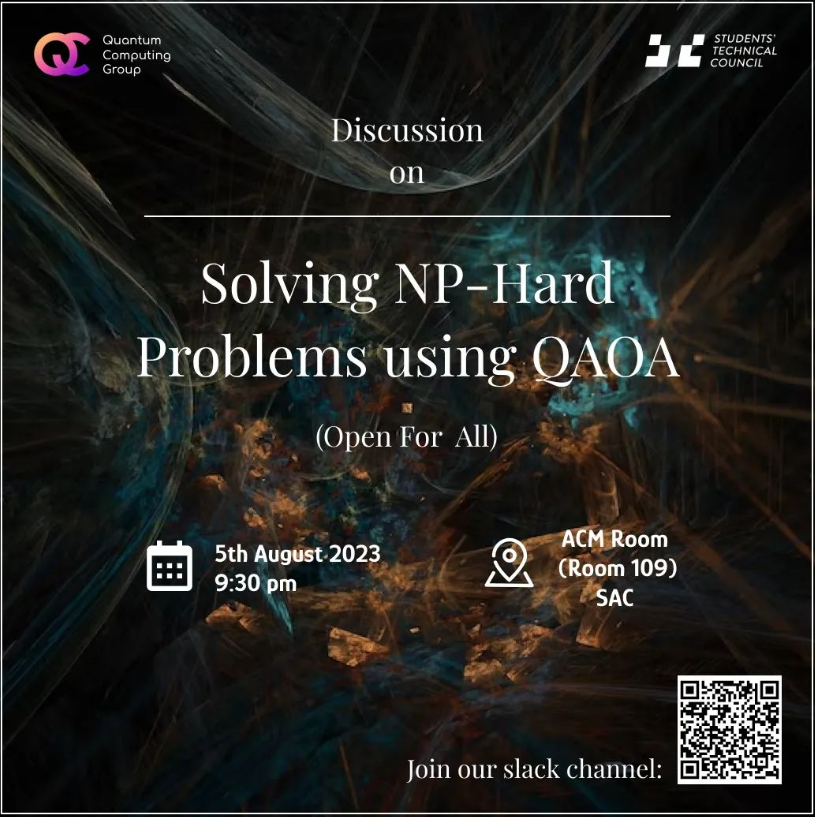 Quantum
Computing
Group
STUDENTS'
TECHNICAL
COUNCIL
Discussion
on
Solving NP-Hard
Problems using QAOA
(Open For All)
5th August 2023
9:30 pm
ACM Room
(Room 109)
SAC
Join our slack channel: